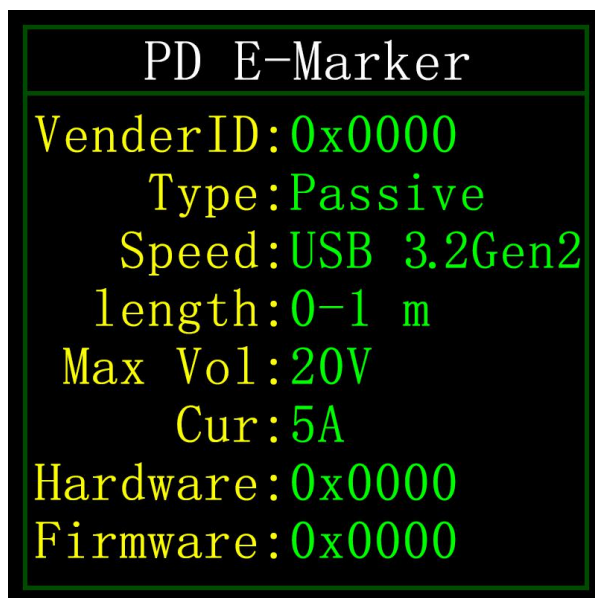 PD E-Marker
VenderID:0x0000
Type:Passive
Speed:USB 3.2Gen2
length:0-1 m
Max Vol:20V
Cur:5A
Hardware:0x0000
Firmware:0x0000